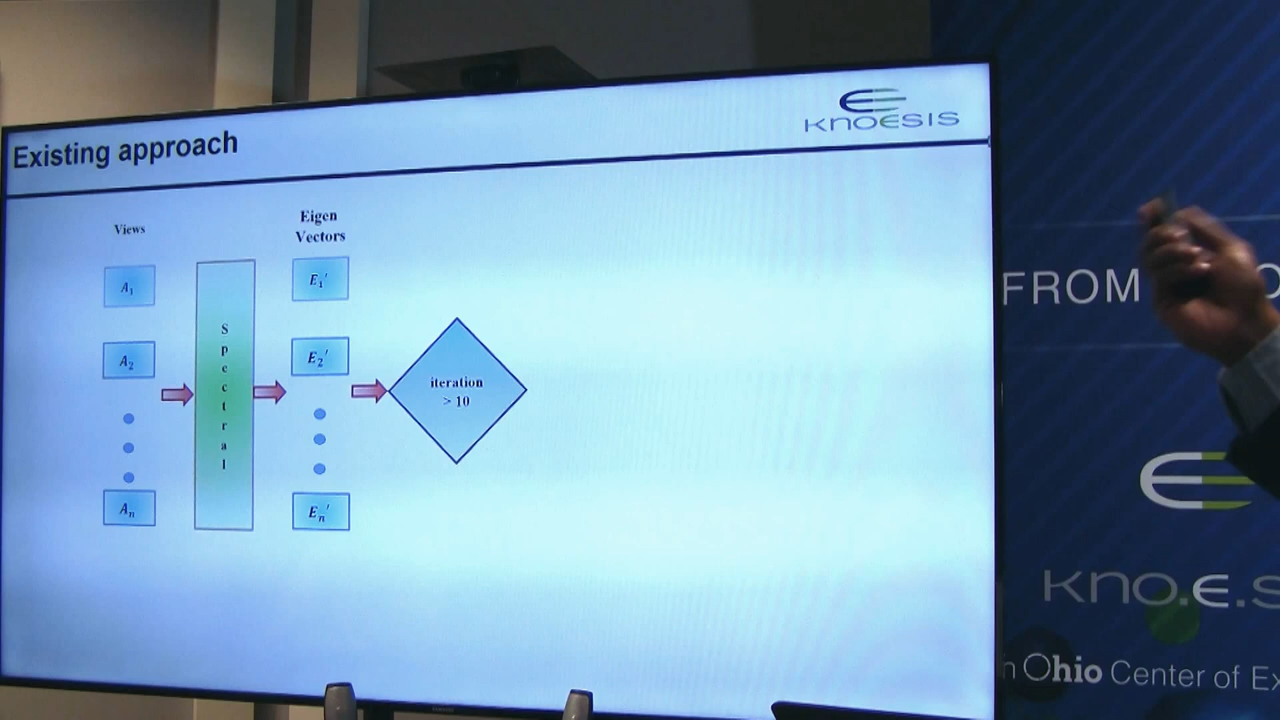 Existing approach
KNOESIS
Views
Eigen
Vectors
A₁
A₂
Aₙ
Spectral
E₁′
E₂′
Eₙ′
iteration
> 10
FROM
KNO.E.S
Ohio Center of Ex